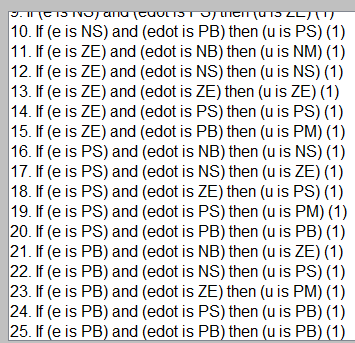 9. If (e is NS) and (edot is PS) then (u is ZE) (1)
10. If (e is NS) and (edot is PB) then (u is PS) (1)
11. If (e is ZE) and (edot is NB) then (u is NM) (1)
12. If (e is ZE) and (edot is NS) then (u is NS) (1)
13. If (e is ZE) and (edot is ZE) then (u is ZE) (1)
14. If (e is ZE) and (edot is PS) then (u is PS) (1)
15. If (e is ZE) and (edot is PB) then (u is PM) (1)
16. If (e is PS) and (edot is NB) then (u is NS) (1)
17. If (e is PS) and (edot is NS) then (u is ZE) (1)
18. If (e is PS) and (edot is ZE) then (u is PS) (1)
19. If (e is PS) and (edot is PS) then (u is PM) (1)
20. If (e is PS) and (edot is PB) then (u is PB) (1)
21. If (e is PB) and (edot is NB) then (u is ZE) (1)
22. If (e is PB) and (edot is NS) then (u is PS) (1)
23. If (e is PB) and (edot is ZE) then (u is PM) (1)
24. If (e is PB) and (edot is PS) then (u is PB) (1)
25. If (e is PB) and (edot is PB) then (u is PB) (1)